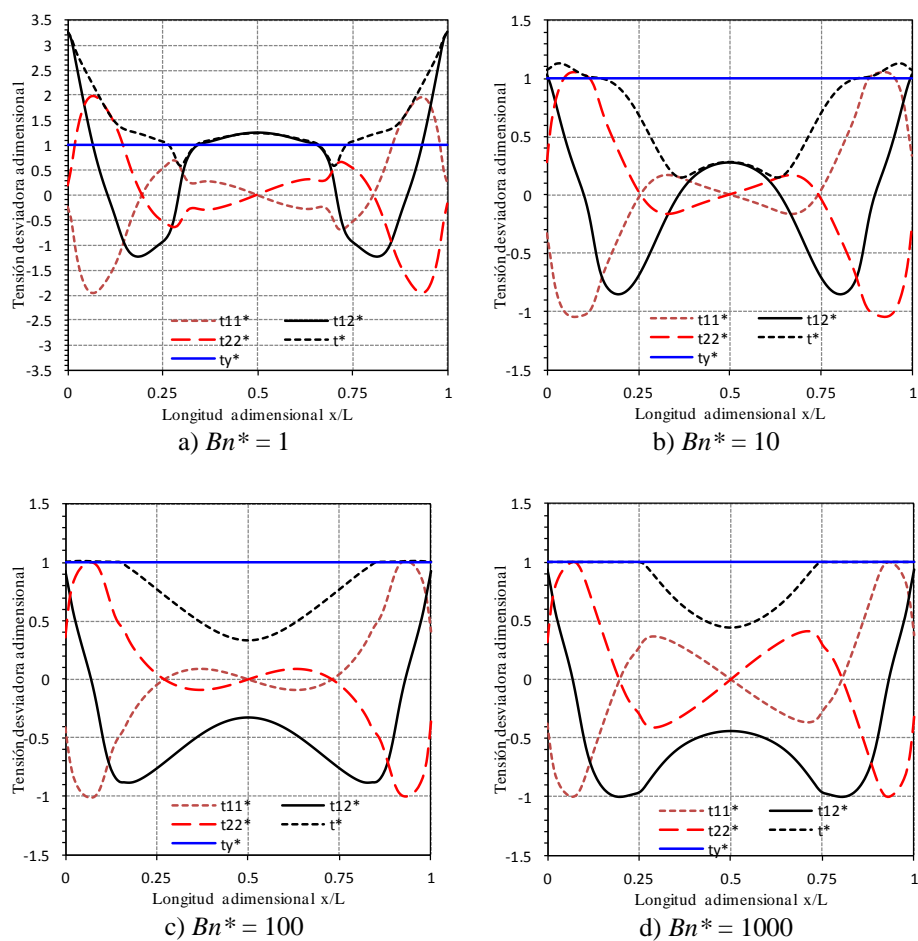 Tensión desviadora adimensional
3.5
3
2.5
2
1.5
1
0.5
0
-0.5
-1
-1.5
-2
-2.5
-3
-3.5
t11* t12*
t22* t*
ty*
0 0.25 0.5 0.75 1
Longitud adimensional x/L
a) Bn* = 1
Tensión desviadora adimensional
1.5
1
0.5
0
-0.5
-1
-1.5
t11* t12*
t22* t*
ty*
0 0.25 0.5 0.75 1
Longitud adimensional x/L
b) Bn* = 10
Tensión desviadora adimensional
1.5
1
0.5
0
-0.5
-1
-1.5
t11* t12*
t22* t*
ty*
0 0.25 0.5 0.75 1
Longitud adimensional x/L
c) Bn* = 100
Tensión desviadora adimensional
1.5
1
0.5
0
-0.5
-1
-1.5
t11* t12*
t22* t*
ty*
0 0.25 0.5 0.75 1
Longitud adimensional x/L
d) Bn* = 1000